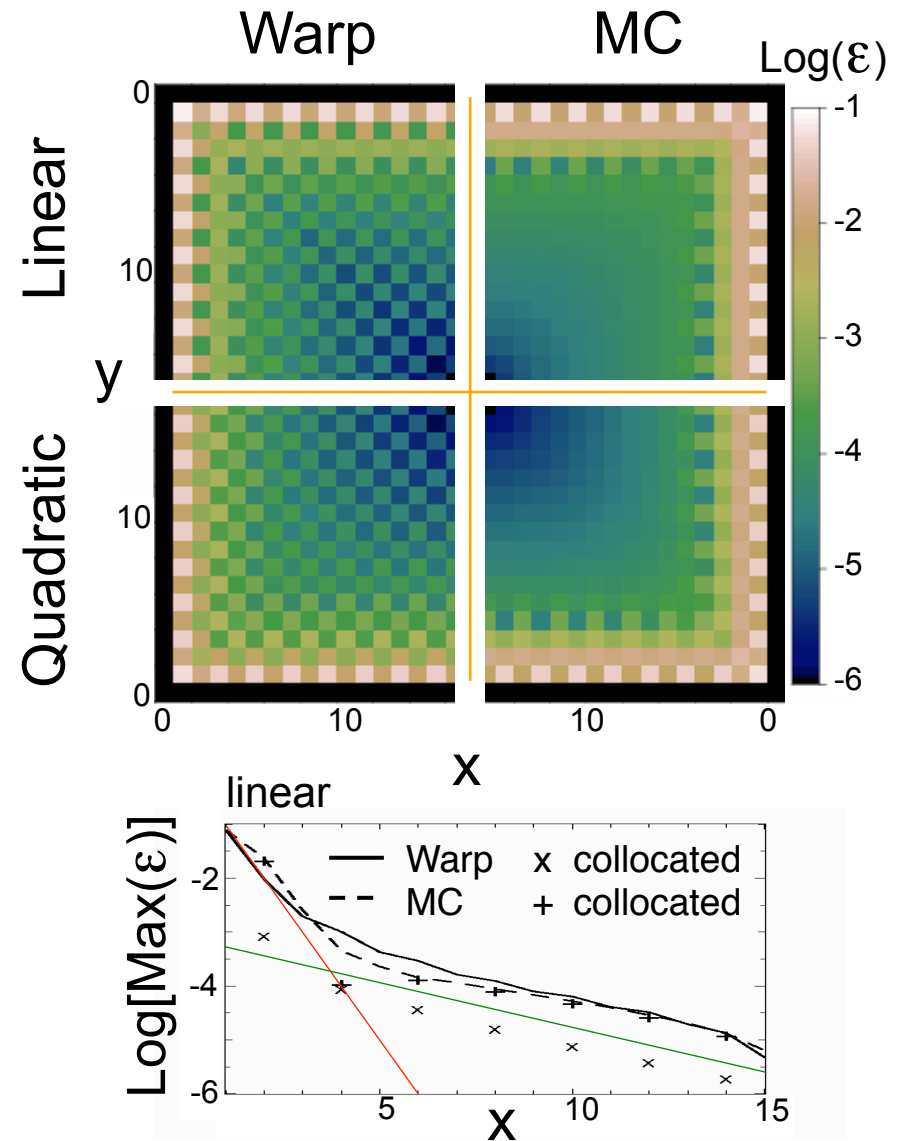 Warp MC
Log(ε)
Linear
0
10
y
-1
-2
-3
-4
-5
-6
Quadratic
10
0
0 10 10 0
x
linear
Log[Max(ε)]
-2
-4
-6
Warp x collocated
MC + collocated
5 10 15
x